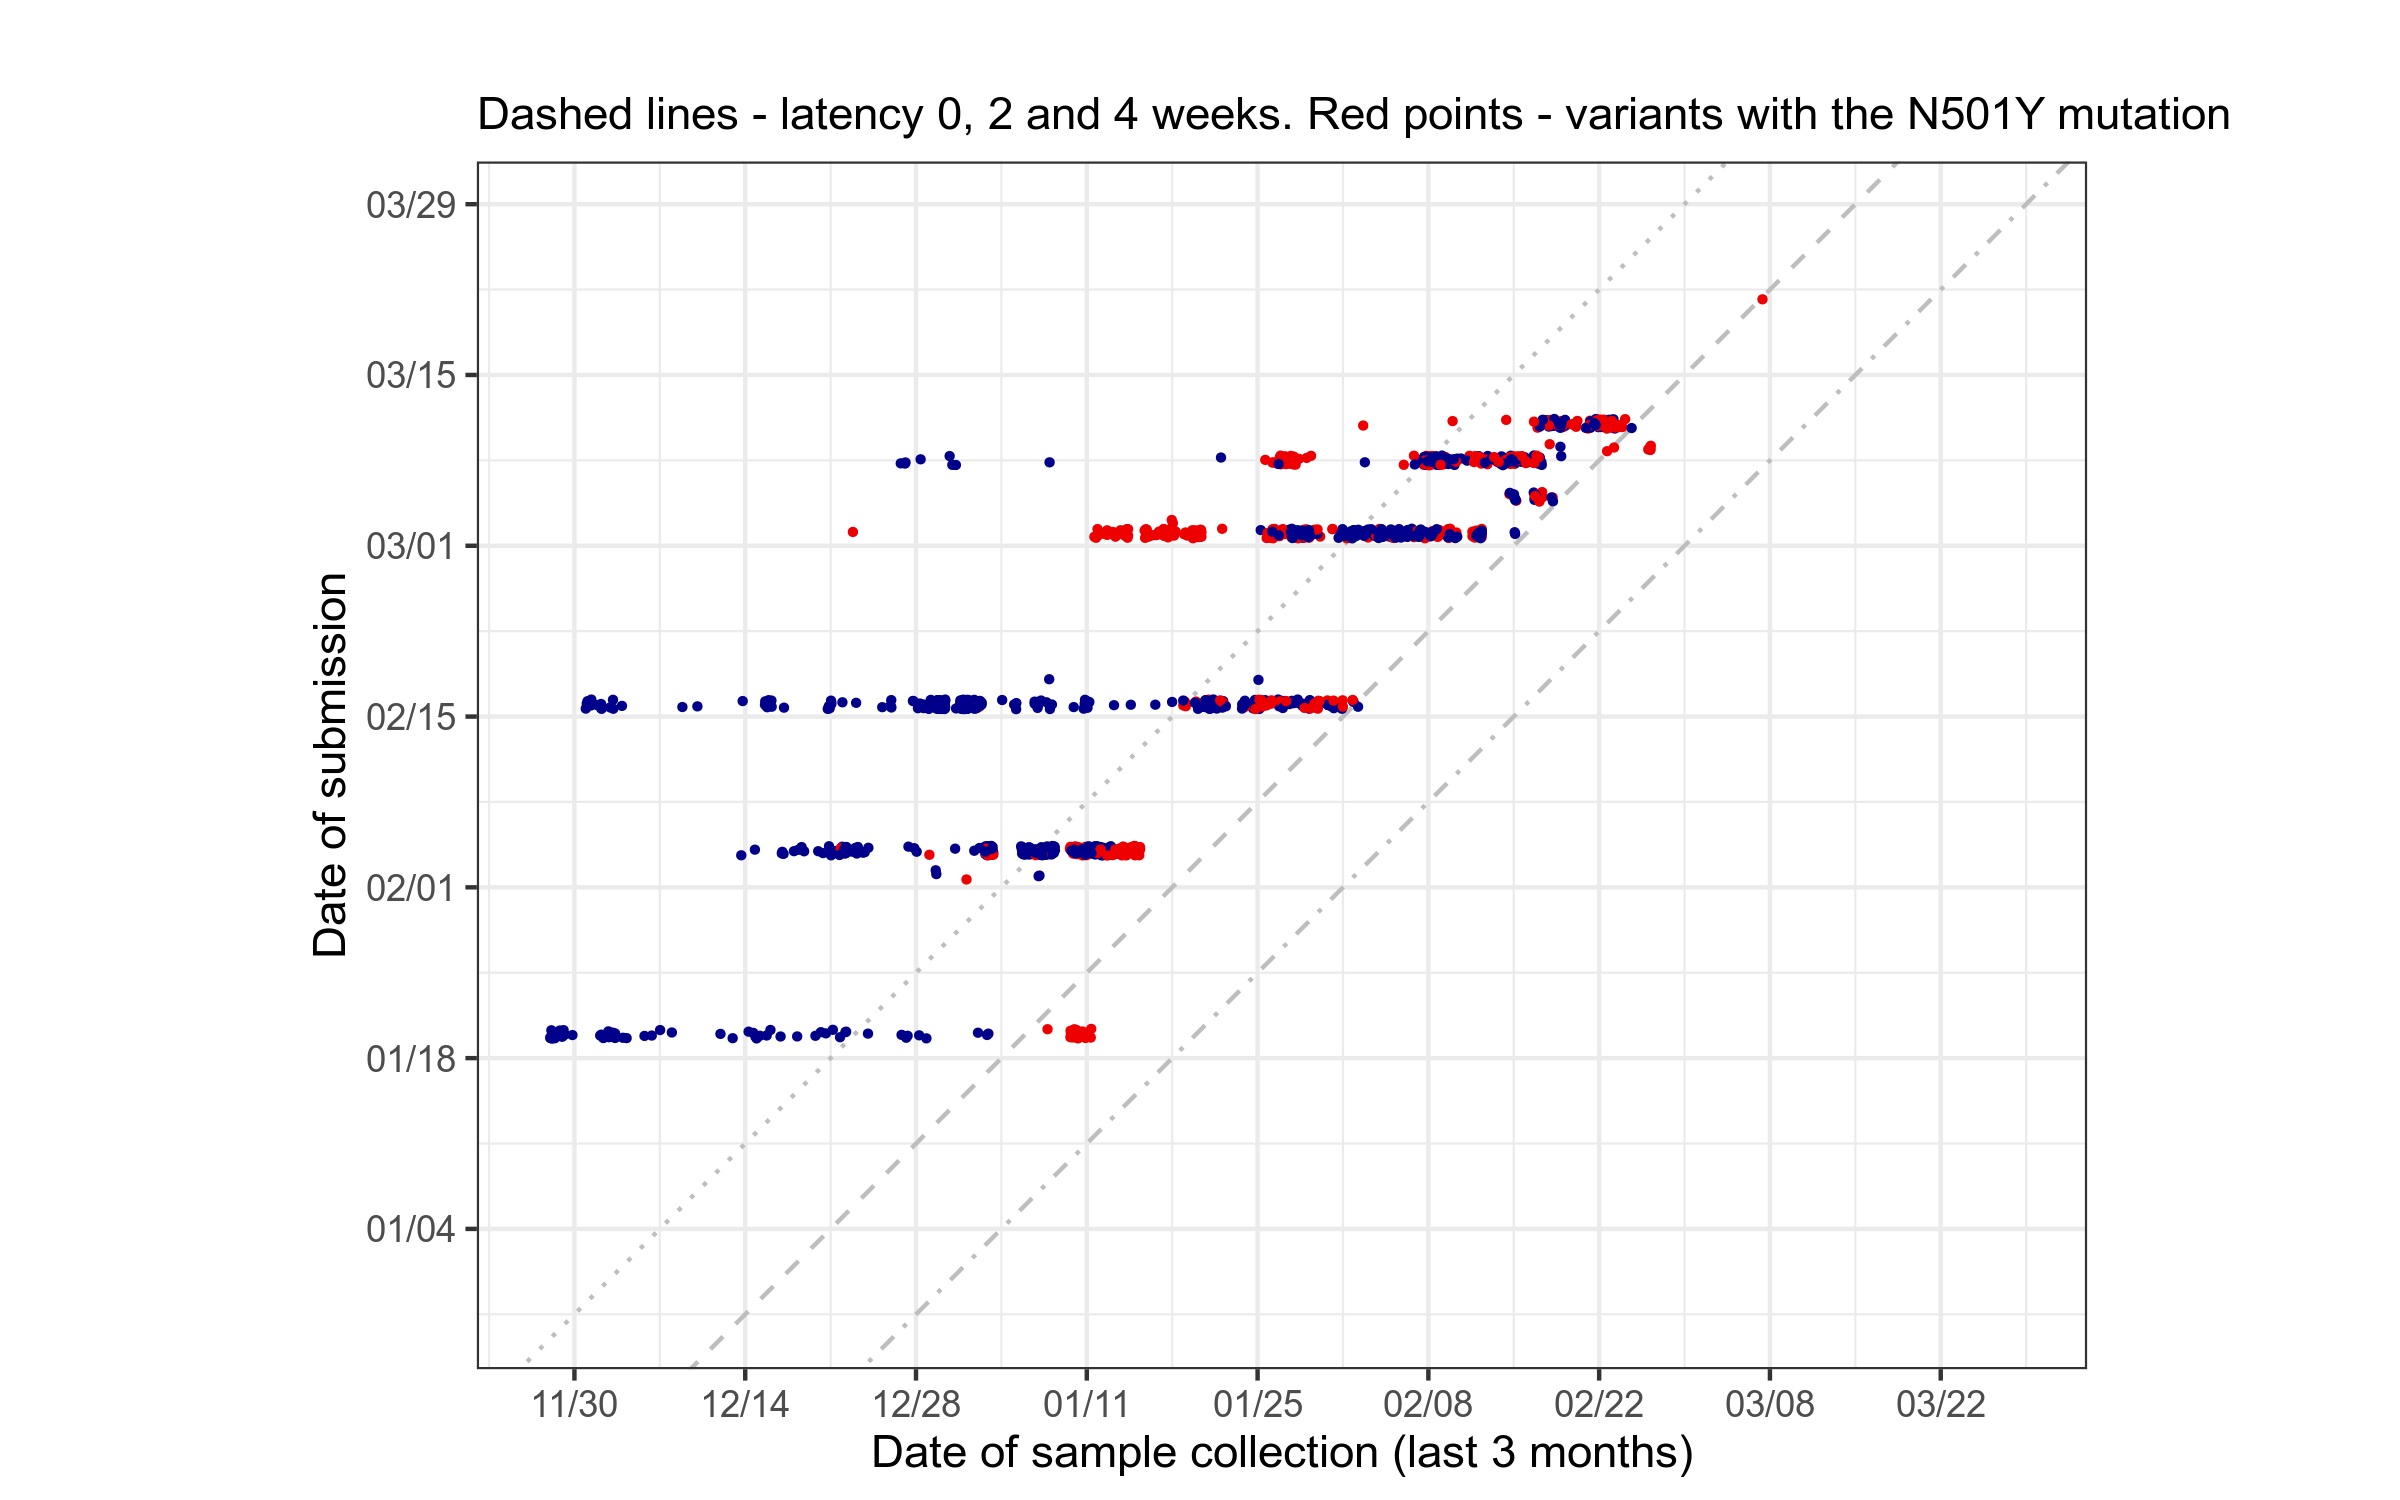 Dashed lines - latency 0, 2 and 4 weeks. Red points - variants with the N501Y mutation
03/29
03/15
03/01
02/15
02/01
01/18
01/04
Date of submission
11/30 12/14 12/28 01/11 01/25 02/08 02/22 03/08 03/22
Date of sample collection (last 3 months)